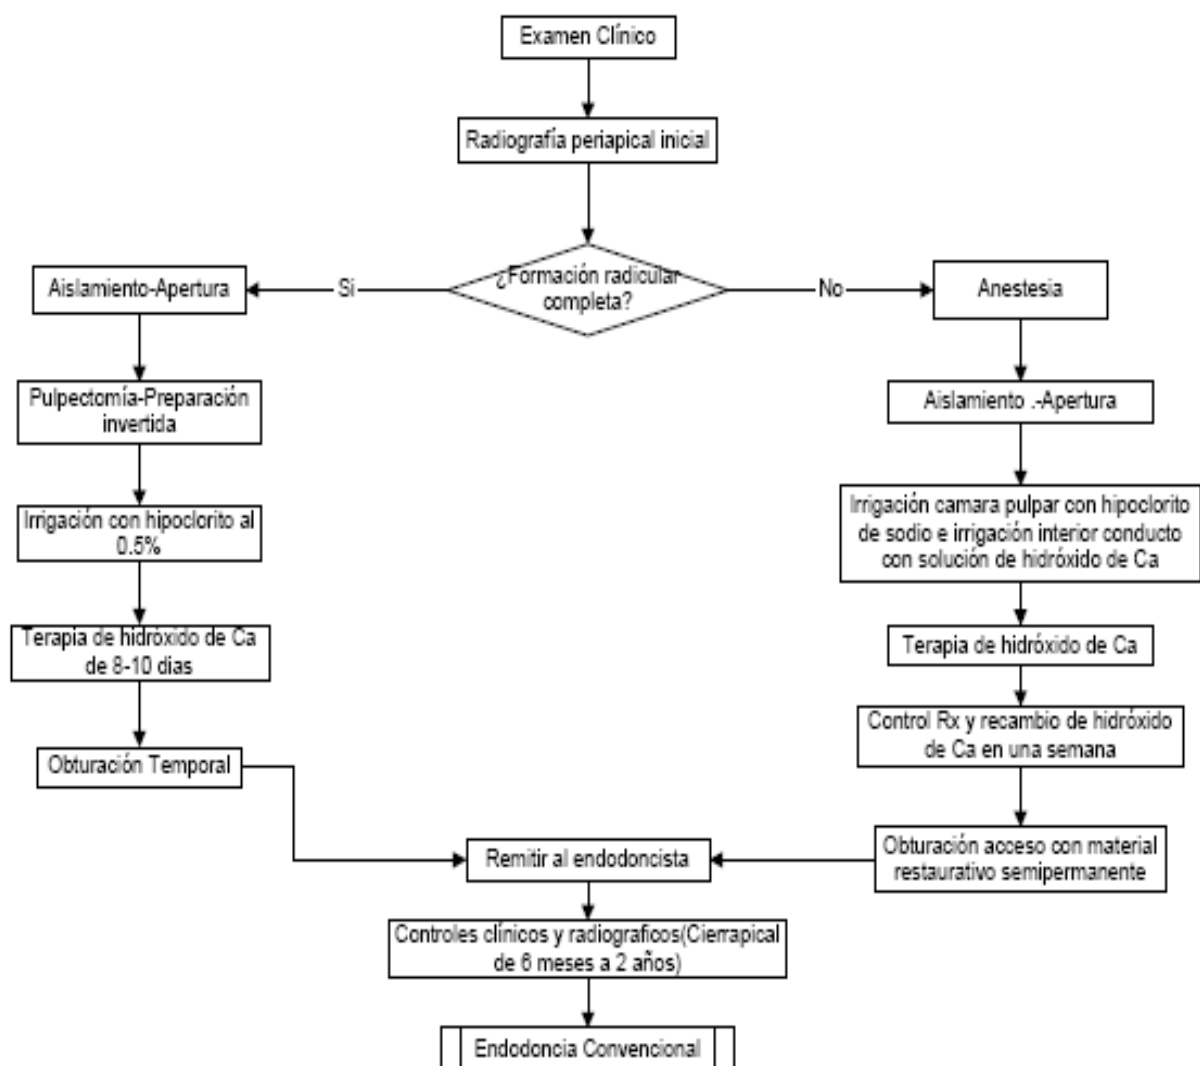 Examen Clínico
Radiografía periapical inicial
¿Formación radicular
completa?
Si
No
Aislamiento-Apertura
Anestesia
Pulpectomía-Preparación
invertida
Aislamiento .-Apertura
Irrigación con hipoclorito al
0.5%
Irrigación camara pulpar con hipoclorito
de sodio e irrigación interior conducto
con solución de hidróxido de Ca
Terapia de hidróxido de Ca
de 8-10 dias
Terapia de hidróxido de Ca
Control Rx y recambio de hidróxido
de Ca en una semana
Obturación Temporal
Obturación acceso con material
restaurativo semipermanente
Remitir al endodoncista
Controles clínicos y radiograficos(Cierrapical
de 6 meses a 2 años)
Endodoncia Convencional